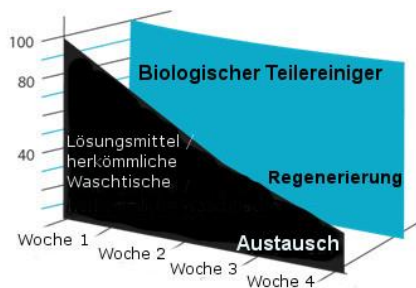 100
80
40
Biologischer Teilereiniger
Lösungsmittel /
herkömmliche
Waschtische
Regenerierung
Austausch
Woche 1
Woche 2
Woche 3
Woche 4